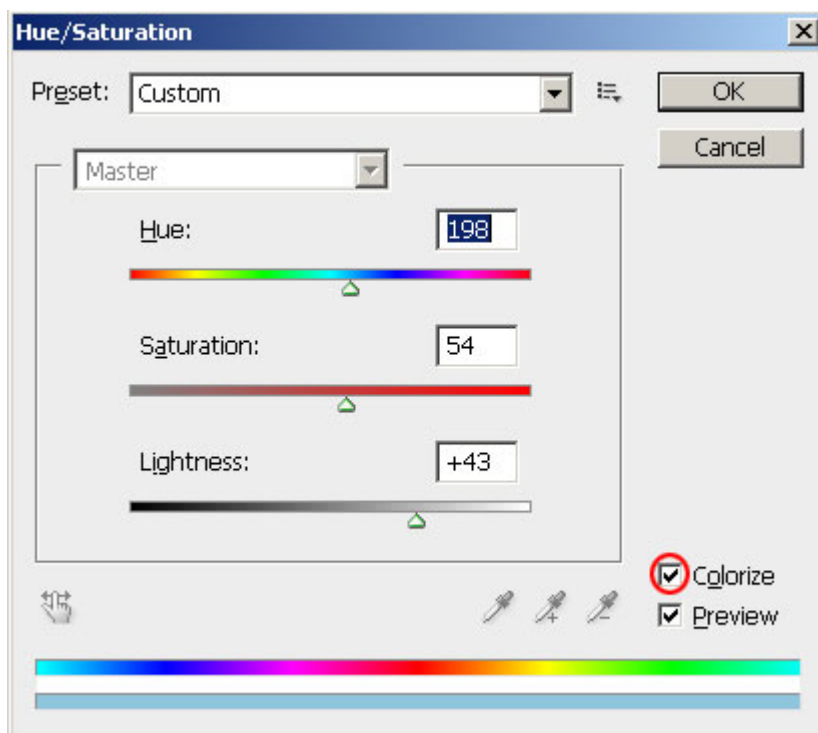 Hue/Saturation
Preset: Custom
OK
Cancel
Master
Hue: 198
Saturation: 54
Lightness: +43
Colorize
Preview